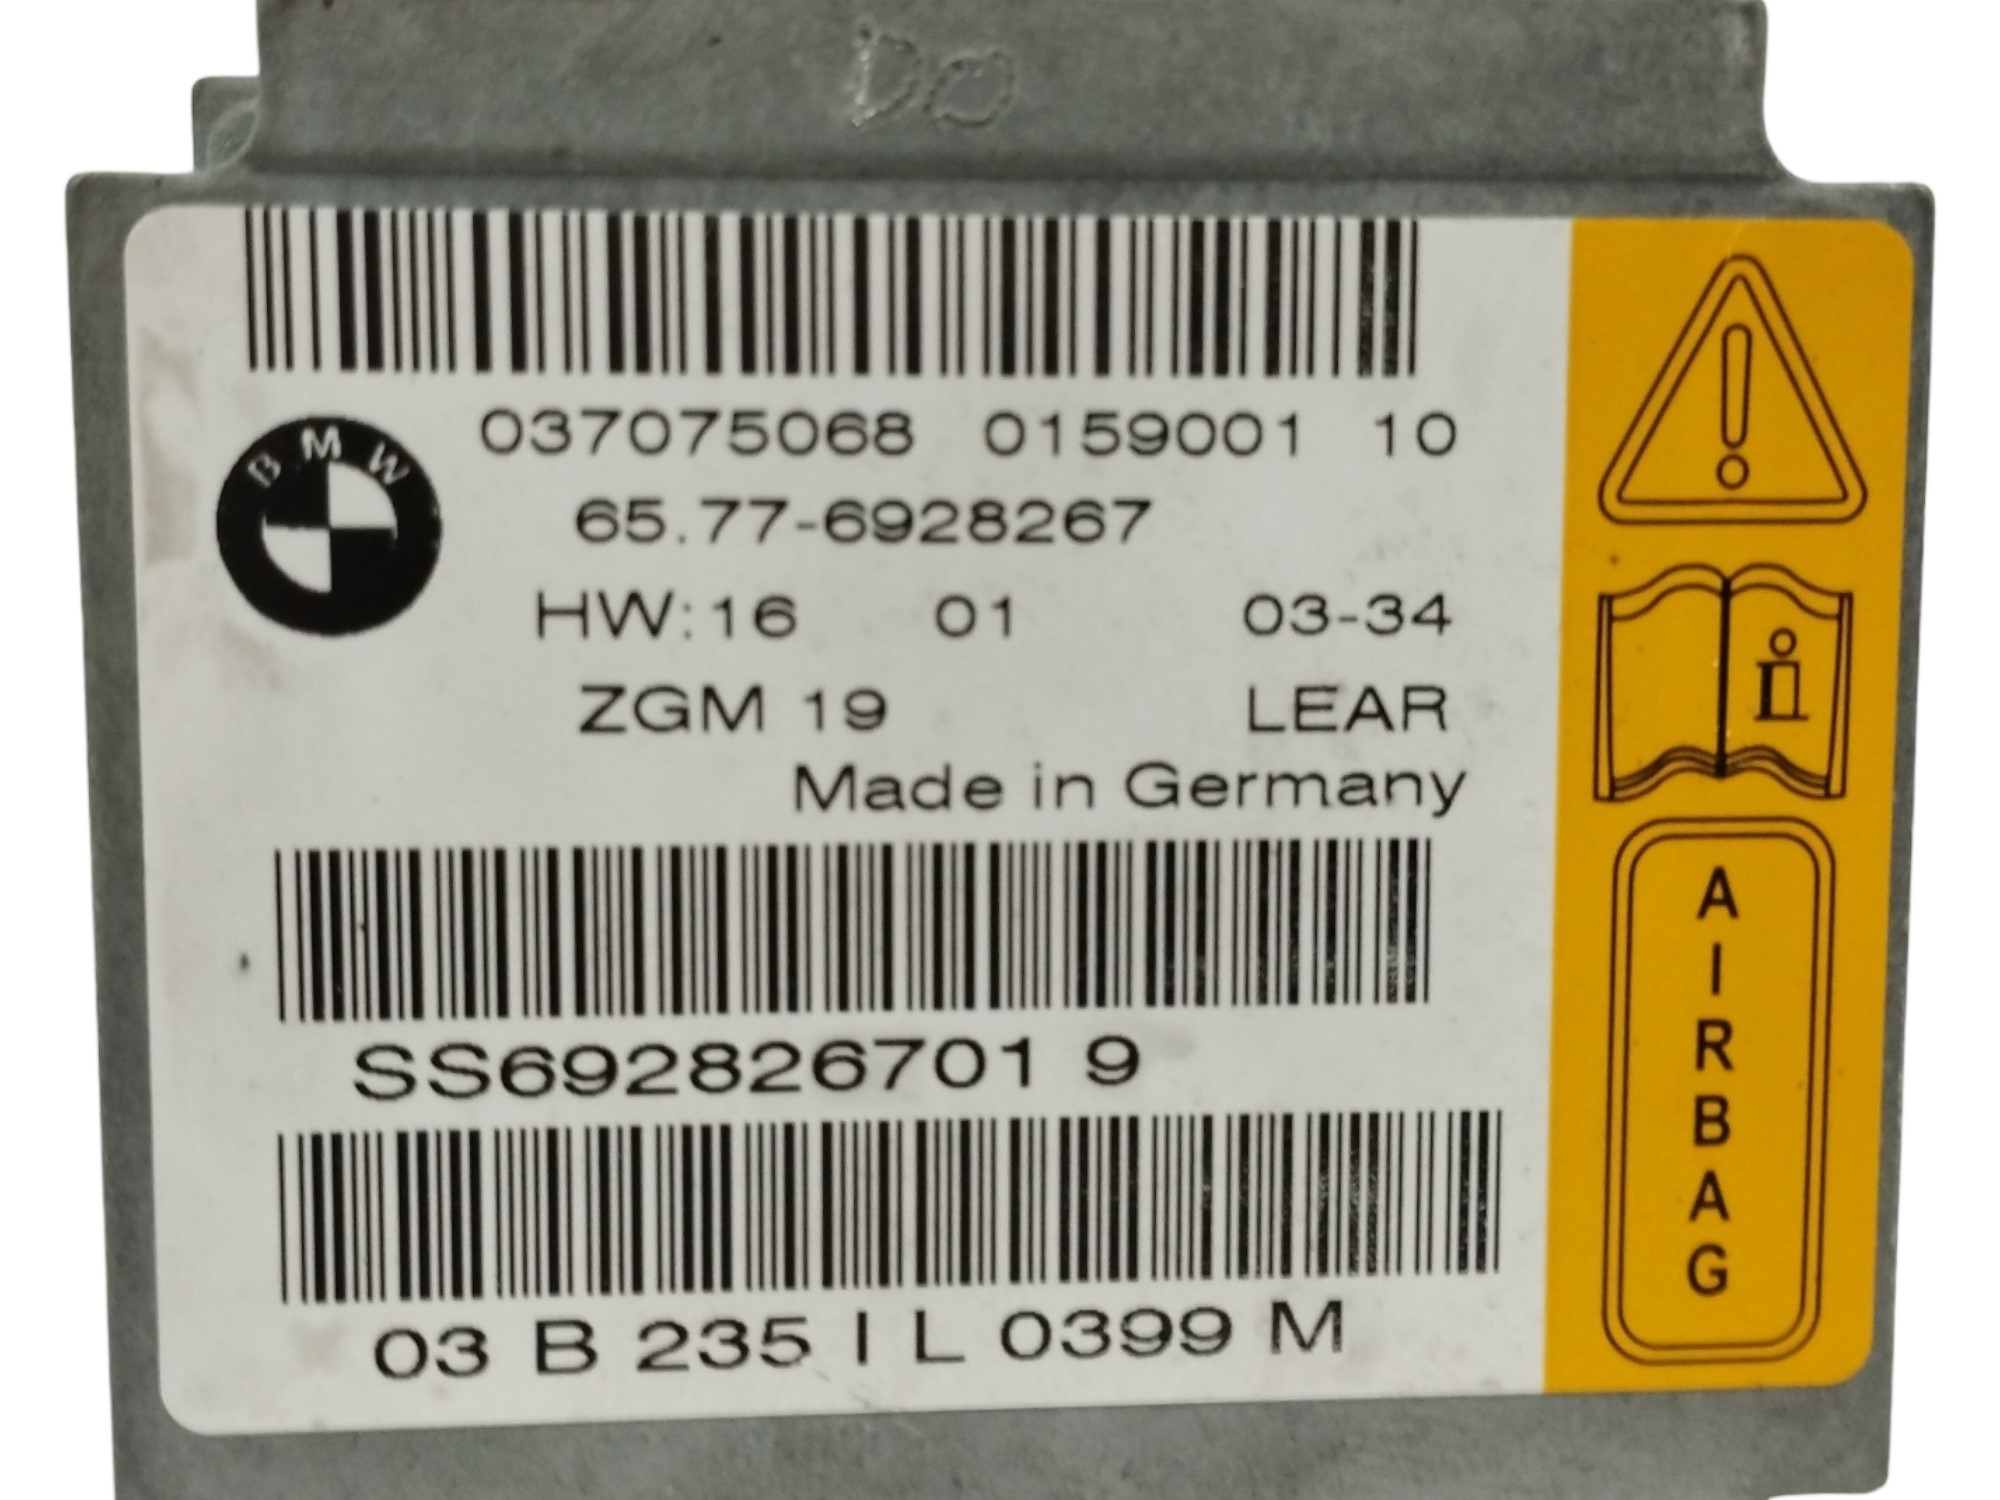 DO
037075068 0159001 10
BMW
65.77-6928267
HW:16 01 03-34
ZGM 19 LEAR
Made in Germany
SS692826701 9
03 B 235 I L 0399 M
AIRBAG